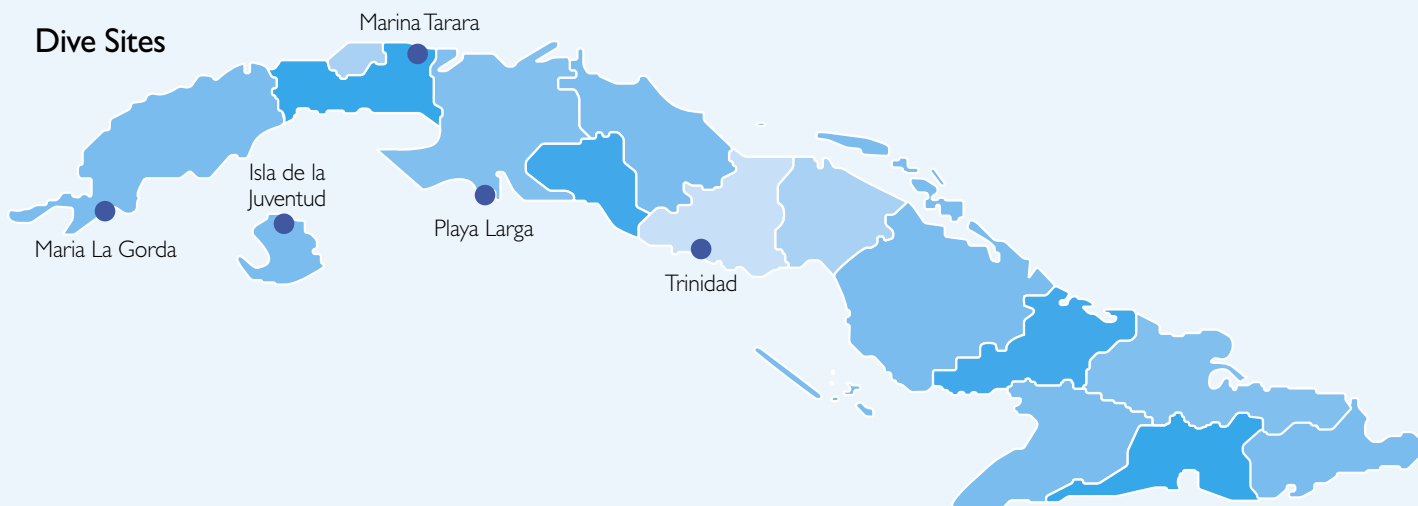 Dive Sites
Marina Tarara
Isla de la
Juventud
Maria La Gorda
Playa Larga
Trinidad